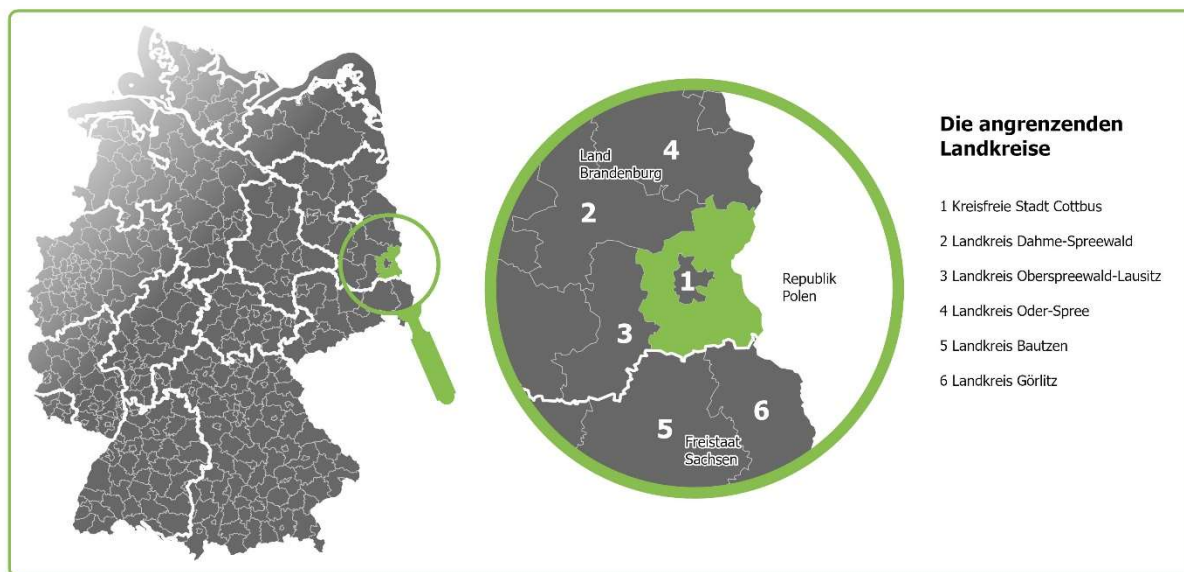 Die angrenzenden
Landkreise
1 Kreisfreie Stadt Cottbus
2 Landkreis Dahme-Spreewald
3 Landkreis Oberspreewald-Lausitz
4 Landkreis Oder-Spree
5 Landkreis Bautzen
6 Landkreis Görlitz
4
Land
Brandenburg
2
1
Republik
Polen
3
5
6
Freistaat
Sachsen